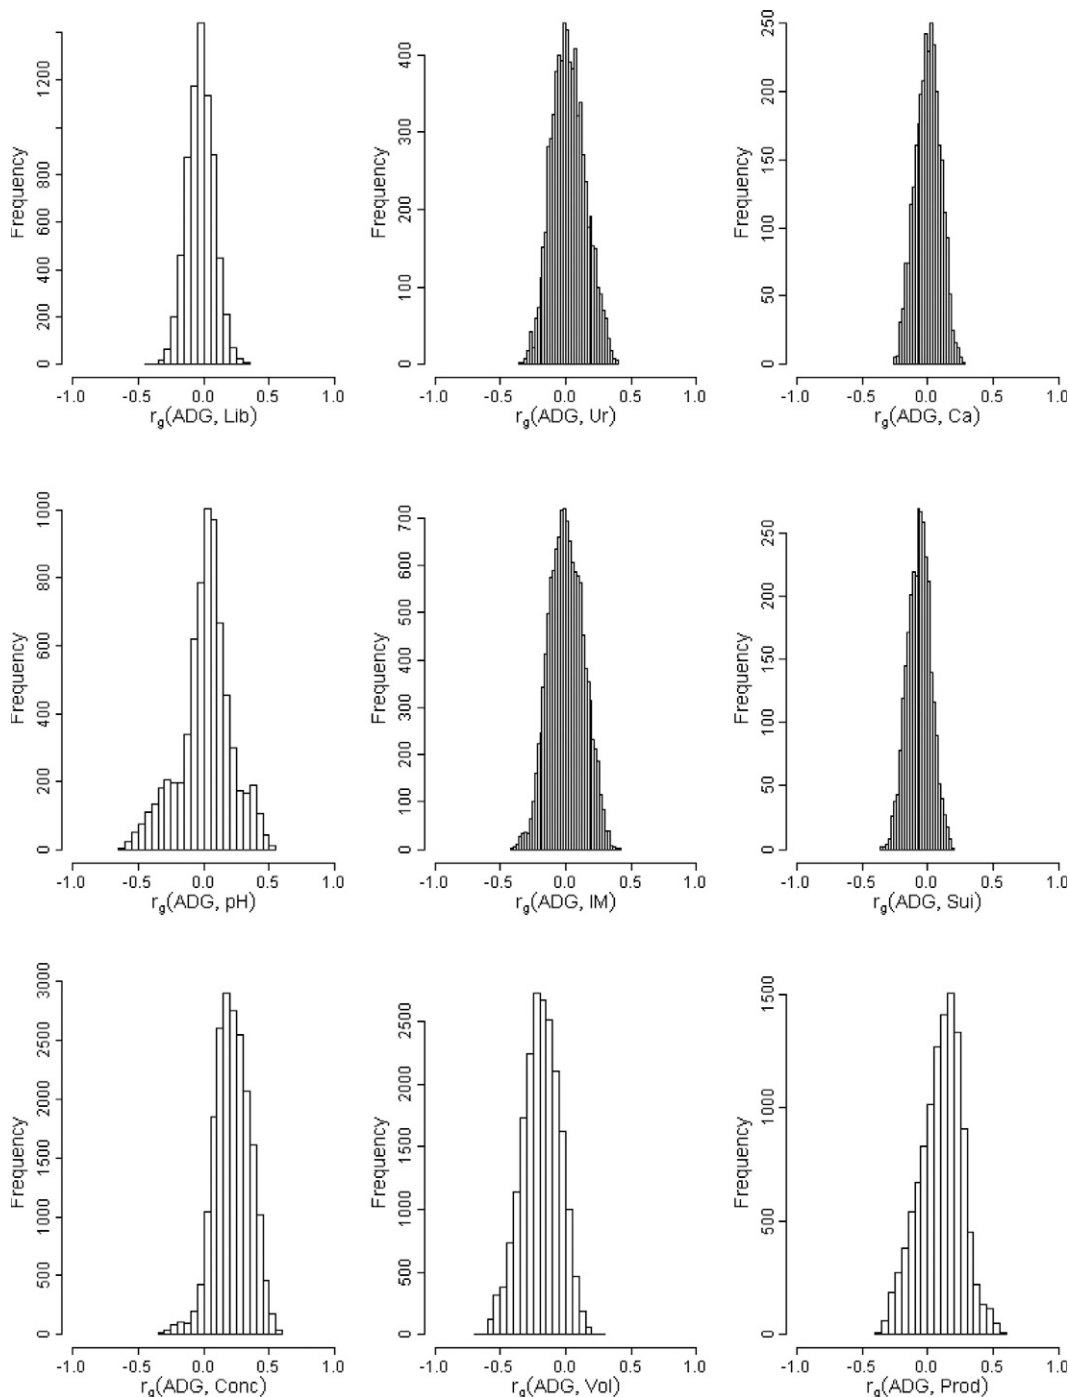 Frequency
0 200 400 600 800 1200
-1.0 -0.5 0.0 0.5 1.0
rg(ADG, Lib)
Frequency
0 100 200 300 400
-1.0 -0.5 0.0 0.5 1.0
rg(ADG, Ur)
Frequency
0 50 100 150 200 250
-1.0 -0.5 0.0 0.5 1.0
rg(ADG, Ca)
Frequency
0 200 400 600 800 1000
-1.0 -0.5 0.0 0.5 1.0
rg(ADG, pH)
Frequency
0 100 200 300 400 500 600 700
-1.0 -0.5 0.0 0.5 1.0
rg(ADG, IM)
Frequency
0 50 100 150 200 250
-1.0 -0.5 0.0 0.5 1.0
rg(ADG, Sui)
Frequency
0 500 1000 1500 2000 2500 3000
-1.0 -0.5 0.0 0.5 1.0
rg(ADG, Conc)
Frequency
0 500 1000 1500 2000 2500
-1.0 -0.5 0.0 0.5 1.0
rg(ADG, Vol)
Frequency
0 500 1000 1500
-1.0 -0.5 0.0 0.5 1.0
rg(ADG, Prod)